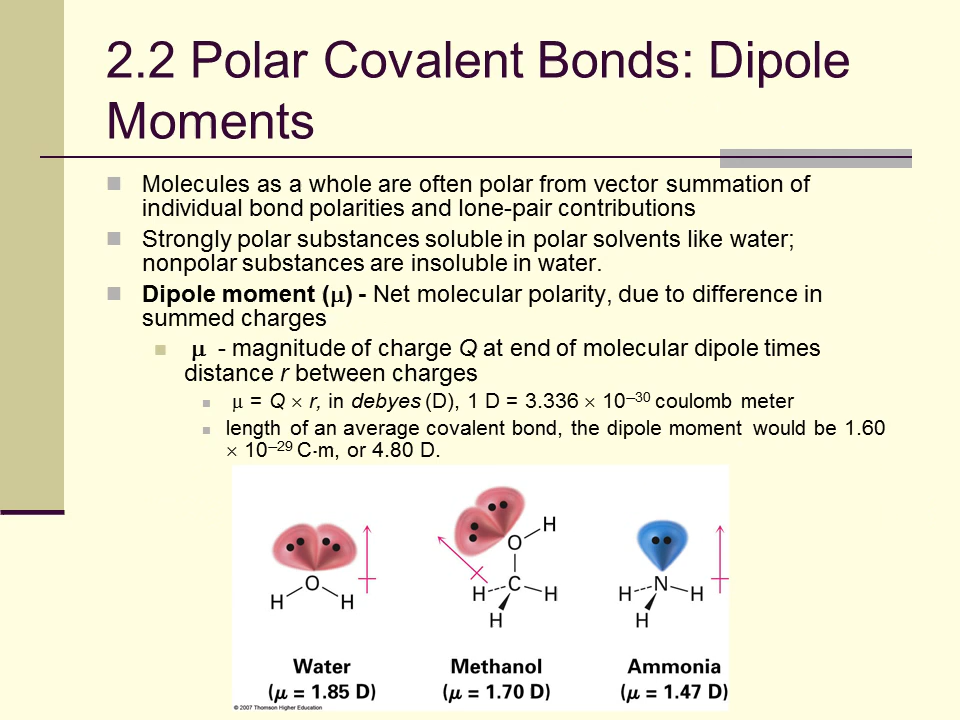 2.2 Polar Covalent Bonds: Dipole
Moments
Molecules as a whole are often polar from vector summation of
individual bond polarities and lone-pair contributions
Strongly polar substances soluble in polar solvents like water;
nonpolar substances are insoluble in water.
Dipole moment (μ) - Net molecular polarity, due to difference in
summed charges
μ - magnitude of charge Q at end of molecular dipole times
distance r between charges
μ = Q × r, in debyes (D), 1 D = 3.336 × 10⁻³⁰ coulomb meter
length of an average covalent bond, the dipole moment would be 1.60
× 10⁻²⁹ C·m, or 4.80 D.
H O H
H O C H H H
H N H H
Water Methanol Ammonia
(μ = 1.85 D) (μ = 1.70 D) (μ = 1.47 D)
© 2007 Thomson Higher Education